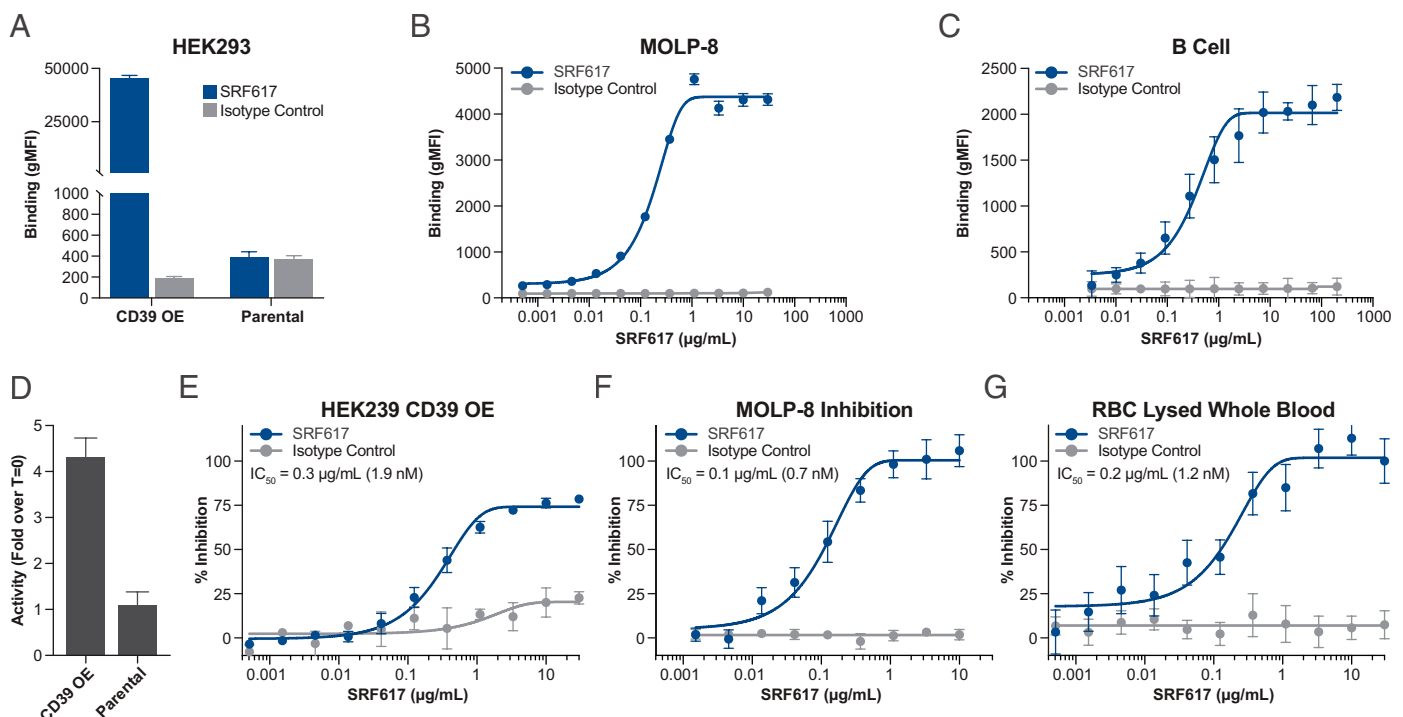 A
HEK293
Binding (gMFI)
50000
25000
1000
800
600
400
200
0
SRF617
Isotype Control
CD39 OE
Parental
B
MOLP-8
Binding (gMFI)
5000
4000
3000
2000
1000
0
SRF617
Isotype Control
0.001 0.01 0.1 1 10 100 1000
SRF617 (µg/mL)
C
B Cell
Binding (gMFI)
2500
2000
1500
1000
500
0
SRF617
Isotype Control
0.001 0.01 0.1 1 10 100 1000
SRF617 (µg/mL)
D
Activity (Fold over T=0)
5
4
3
2
1
0
CD39 OE
Parental
E
HEK239 CD39 OE
% Inhibition
100
75
50
25
0
SRF617
Isotype Control
IC50 = 0.3 µg/mL (1.9 nM)
0.001 0.01 0.1 1 10
SRF617 (µg/mL)
F
MOLP-8 Inhibition
% Inhibition
100
75
50
25
0
SRF617
Isotype Control
IC50 = 0.1 µg/mL (0.7 nM)
0.001 0.01 0.1 1 10
SRF617 (µg/mL)
G
RBC Lysed Whole Blood
% Inhibition
100
75
50
25
0
SRF617
Isotype Control
IC50 = 0.2 µg/mL (1.2 nM)
0.001 0.01 0.1 1 10
SRF617 (µg/mL)